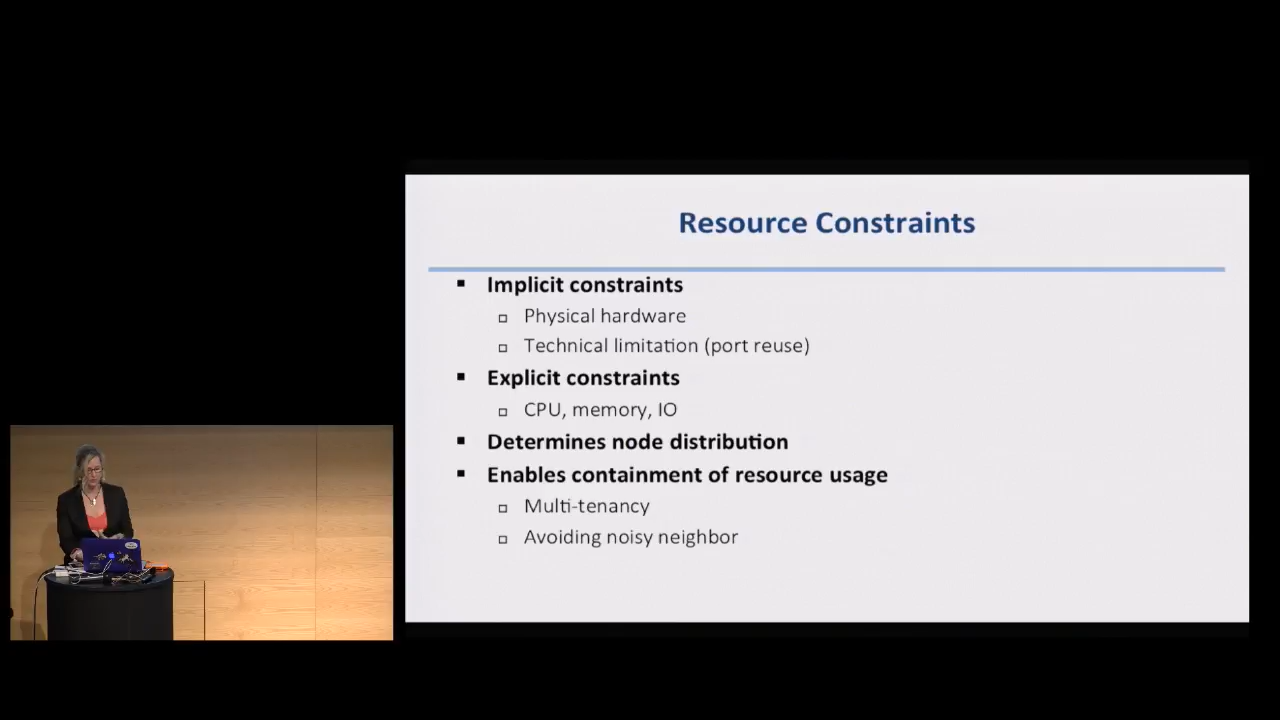 Resource Constraints
Implicit constraints
Physical hardware
Technical limitation (port reuse)
Explicit constraints
CPU, memory, IO
Determines node distribution
Enables containment of resource usage
Multi-tenancy
Avoiding noisy neighbor